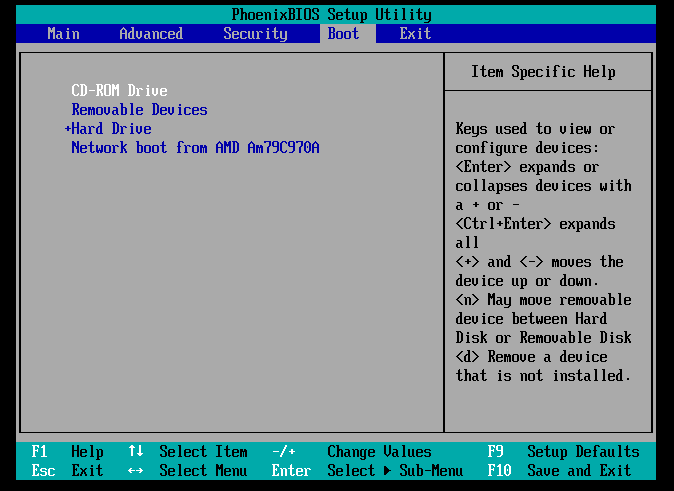 PhoenixBIOS Setup Utility
Main Advanced Security Boot Exit
CD-ROM Drive
Removable Devices
+Hard Drive
Network boot from AMD Am79C970A
Item Specific Help
Keys used to view or
configure devices:
<Enter> expands or
collapses devices with
a + or -
<Ctrl+Enter> expands
all
<+> and <-> moves the
device up or down.
<n> May move removable
device between Hard
Disk or Removable Disk
<d> Remove a device
that is not installed.
F1 Help ↑↓ Select Item -/+ Change Values F9 Setup Defaults
Esc Exit ↔ Select Menu Enter Select ▶ Sub-Menu F10 Save and Exit